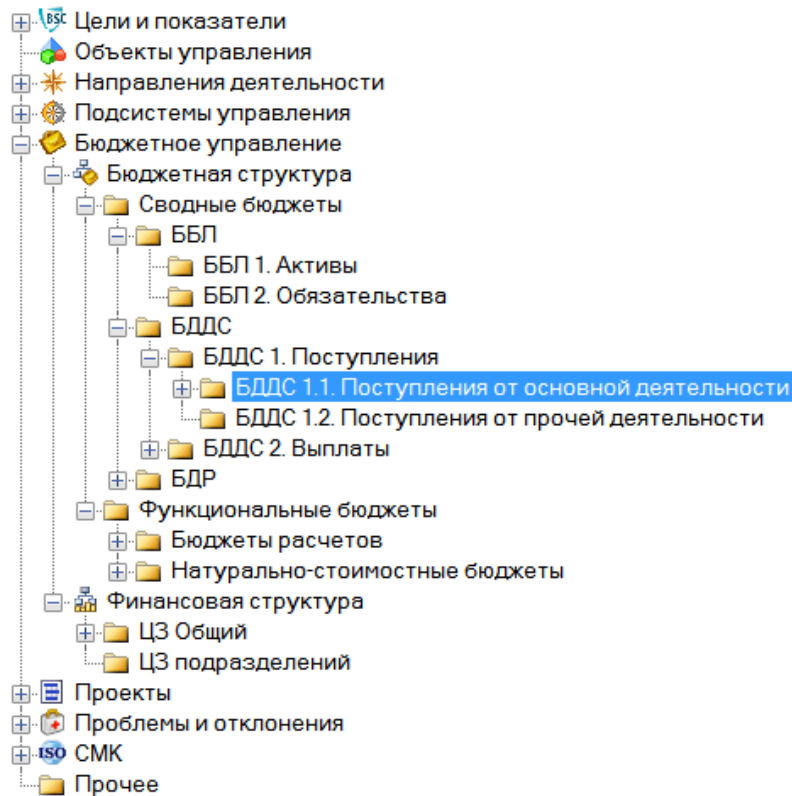 BSC Цели и показатели
Объекты управления
Направления деятельности
Подсистемы управления
Бюджетное управление
Бюджетная структура
Сводные бюджеты
ББЛ
ББЛ 1. Активы
ББЛ 2. Обязательства
БДДС
БДДС 1. Поступления
БДДС 1.1. Поступления от основной деятельности
БДДС 1.2. Поступления от прочей деятельности
БДДС 2. Выплаты
БДР
Функциональные бюджеты
Бюджеты расчетов
Натурально-стоимостные бюджеты
Финансовая структура
ЦЗ Общий
ЦЗ подразделений
Проекты
Проблемы и отклонения
ISO СМК
Прочее